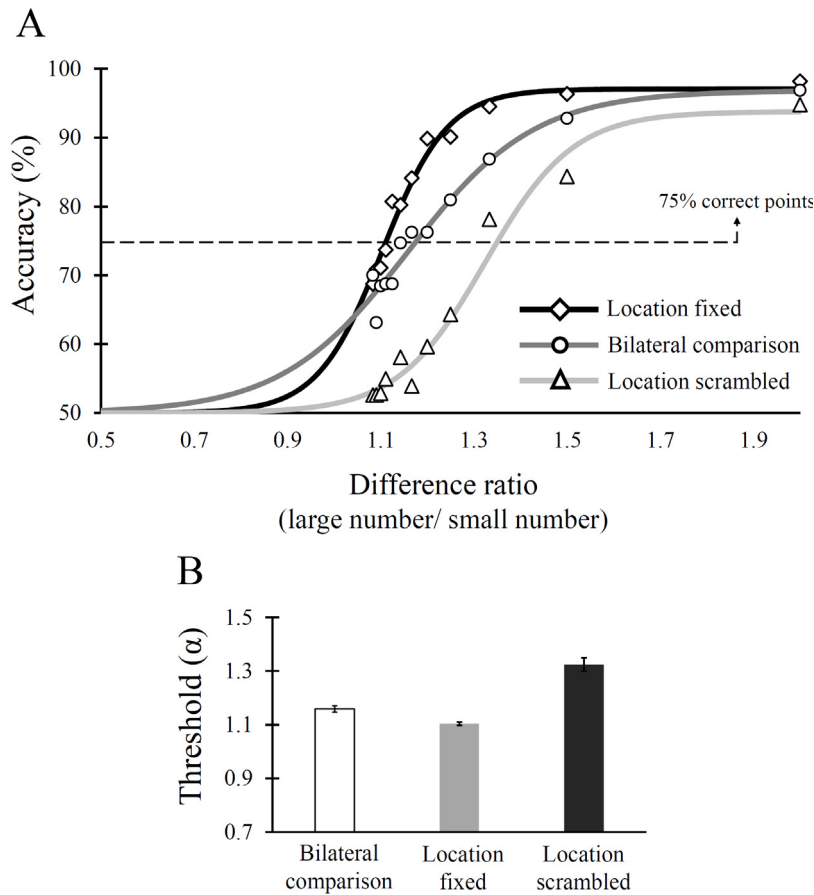 A
Accuracy (%)
100
90
80
70
60
50
75% correct points
Location fixed
Bilateral comparison
Location scrambled
0.5 0.7 0.9 1.1 1.3 1.5 1.7 1.9
Difference ratio
(large number/ small number)
B
Threshold (α)
1.5
1.3
1.1
0.9
0.7
Bilateral comparison
Location fixed
Location scrambled